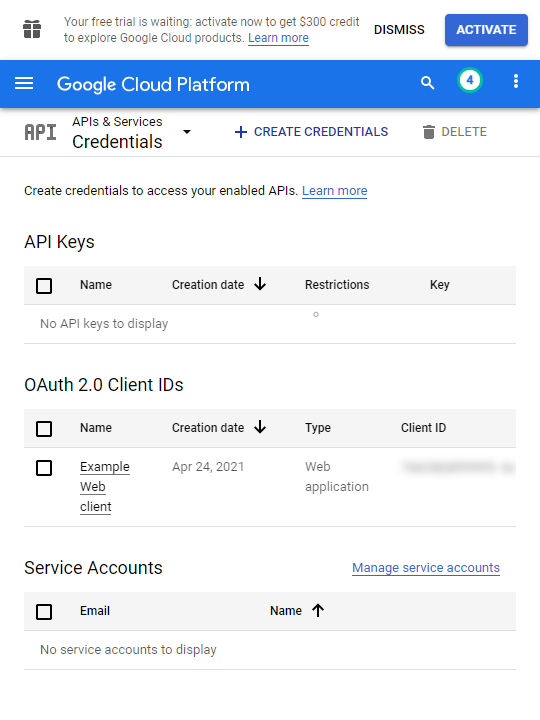 Your free trial is waiting: activate now to get $300 credit
to explore Google Cloud products. Learn more
DISMISS
ACTIVATE
Google Cloud Platform
4
API
APIs & Services
Credentials
CREATE CREDENTIALS
DELETE
Create credentials to access your enabled APIs. Learn more
API Keys
Name Creation date Restrictions Key
No API keys to display
OAuth 2.0 Client IDs
Name Creation date Type Client ID
Example Apr 24, 2021 Web
Web application
client
Service Accounts Manage service accounts
Email Name
No service accounts to display